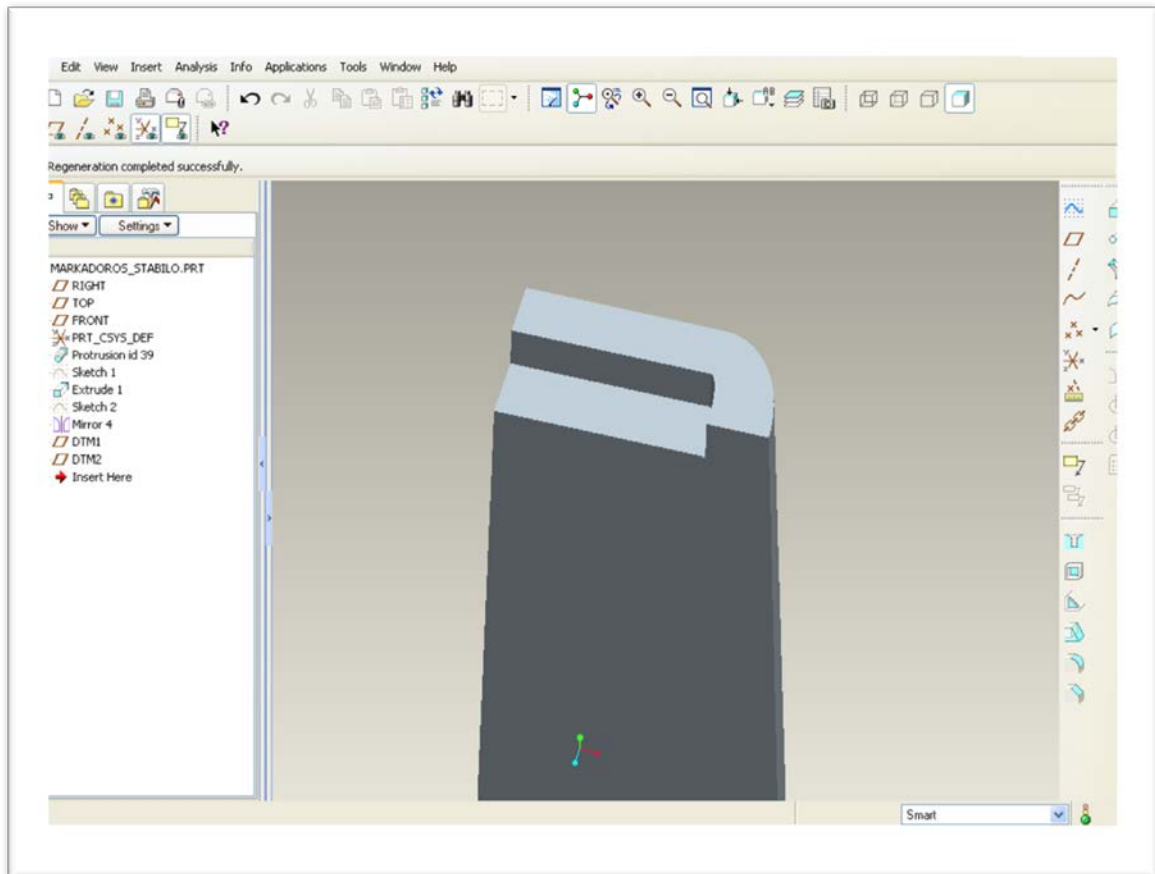 Edit View Insert Analysis Info Applications Tools Window Help
Regeneration completed successfully.
Show Settings
MARKADOROS_STABILO.PRT
RIGHT
TOP
FRONT
PRT_CSYS_DEF
Protrusion id 39
Sketch 1
Extrude 1
Sketch 2
Mirror 4
DTM1
DTM2
Insert Here
Smart